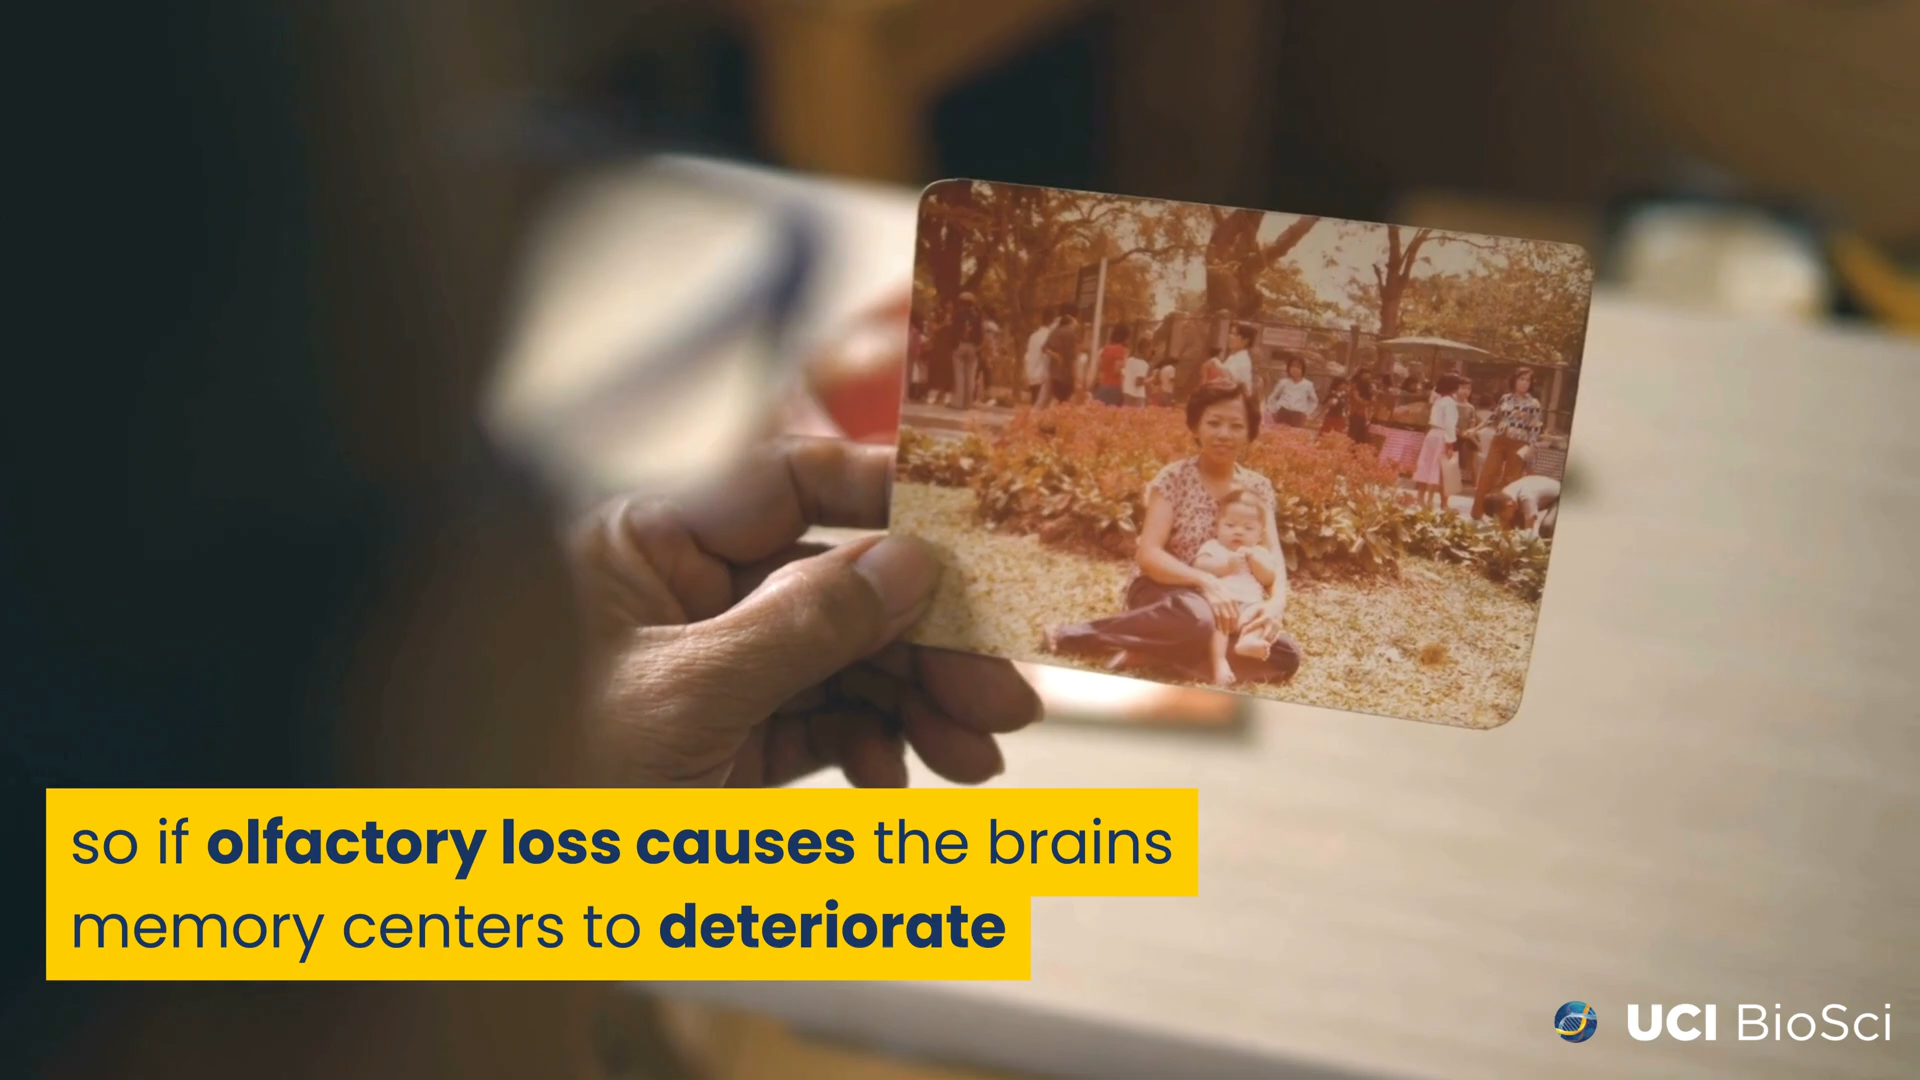 so if olfactory loss causes the brains
memory centers to deteriorate
UCI BioSci